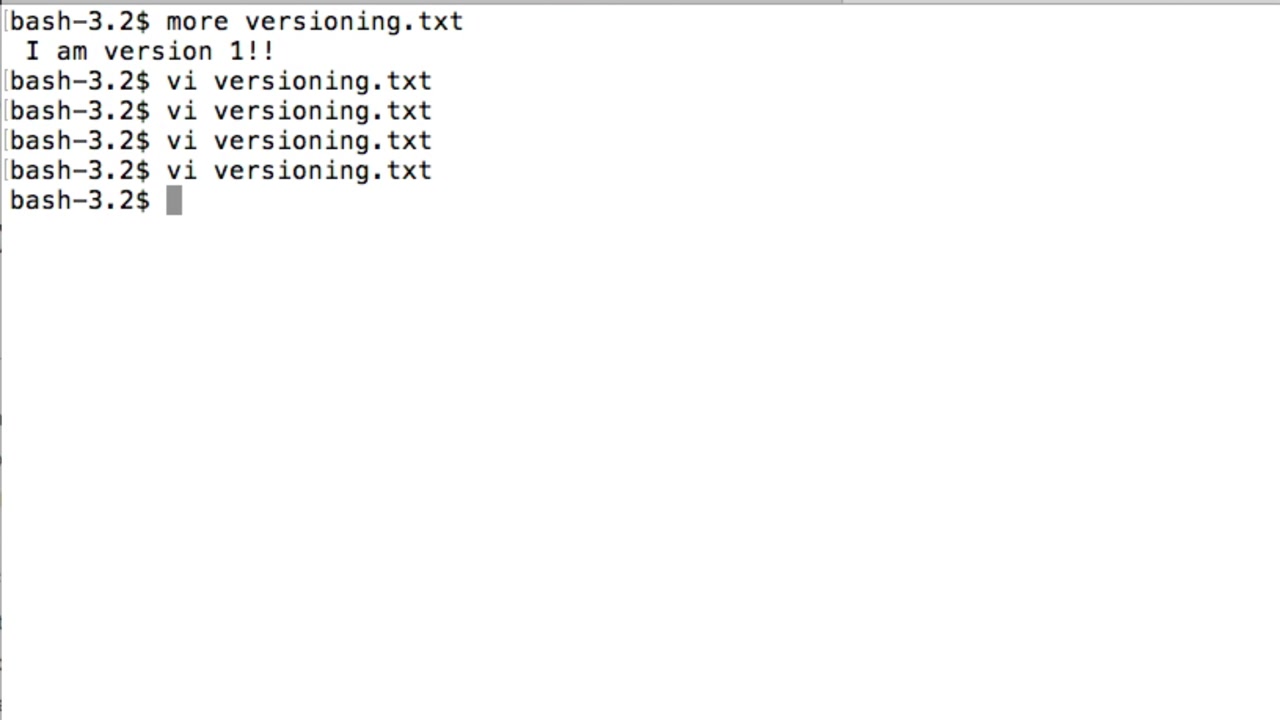 [bash-3.2$ more versioning.txt
 I am version 1!!
[bash-3.2$ vi versioning.txt
[bash-3.2$ vi versioning.txt
[bash-3.2$ vi versioning.txt
[bash-3.2$ vi versioning.txt
bash-3.2$